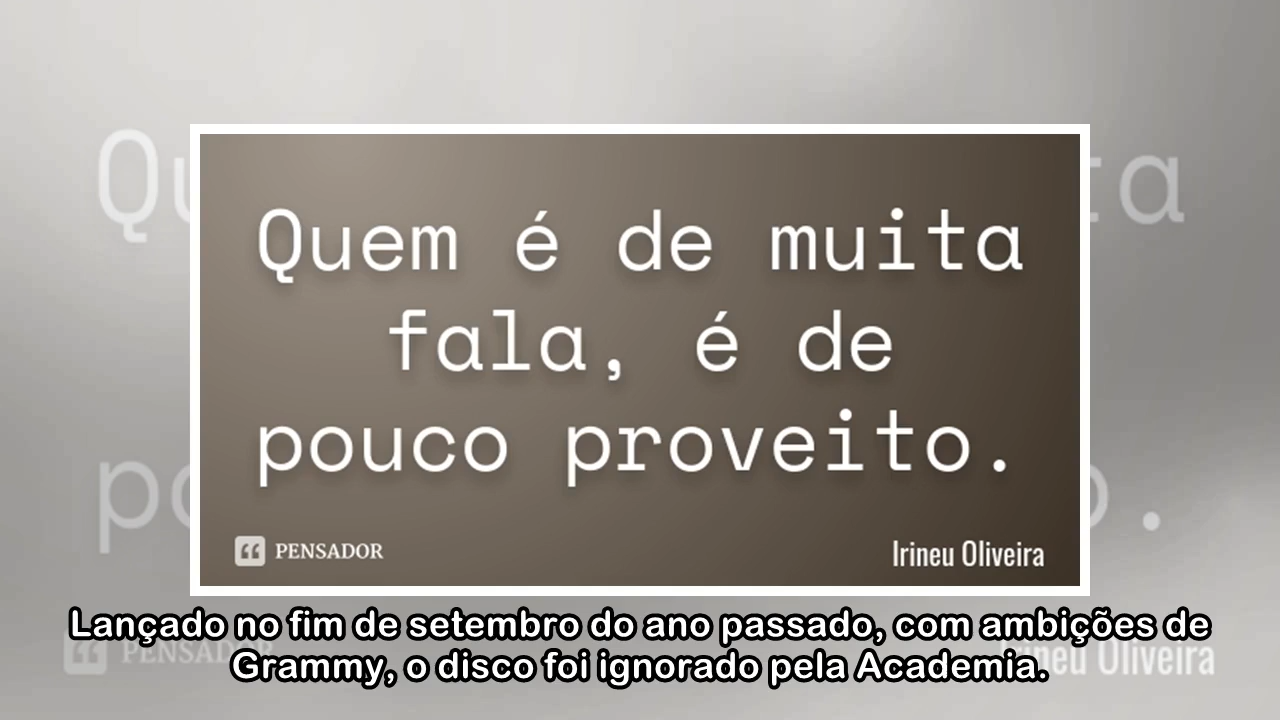 Quem é de muita
fala, é de
pouco proveito.
PENSADOR
Irineu Oliveira
Lançado no fim de setembro do ano passado, com ambições de
Grammy, o disco foi ignorado pela Academia.